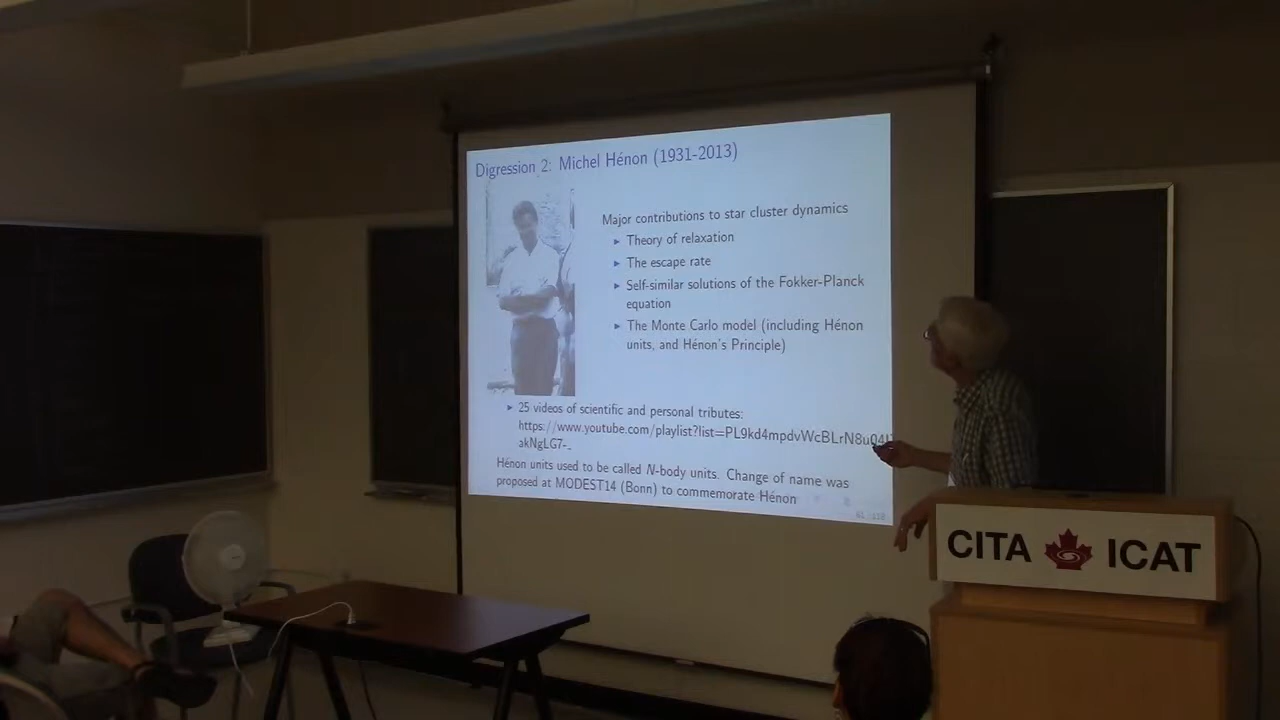 Digression 2: Michel Hénon (1931-2013)
Major contributions to star cluster dynamics
▸ Theory of relaxation
▸ The escape rate
▸ Self-similar solutions of the Fokker-Planck
equation
▸ The Monte Carlo model (including Hénon
units, and Hénon's Principle)
▸ 25 videos of scientific and personal tributes:
https://www.youtube.com/playlist?list=PL9kd4mpdvWcBLrN8uQ4
akNgLG7-_
Hénon units used to be called N-body units. Change of name was
proposed at MODEST14 (Bonn) to commemorate Hénon
CITA ICAT